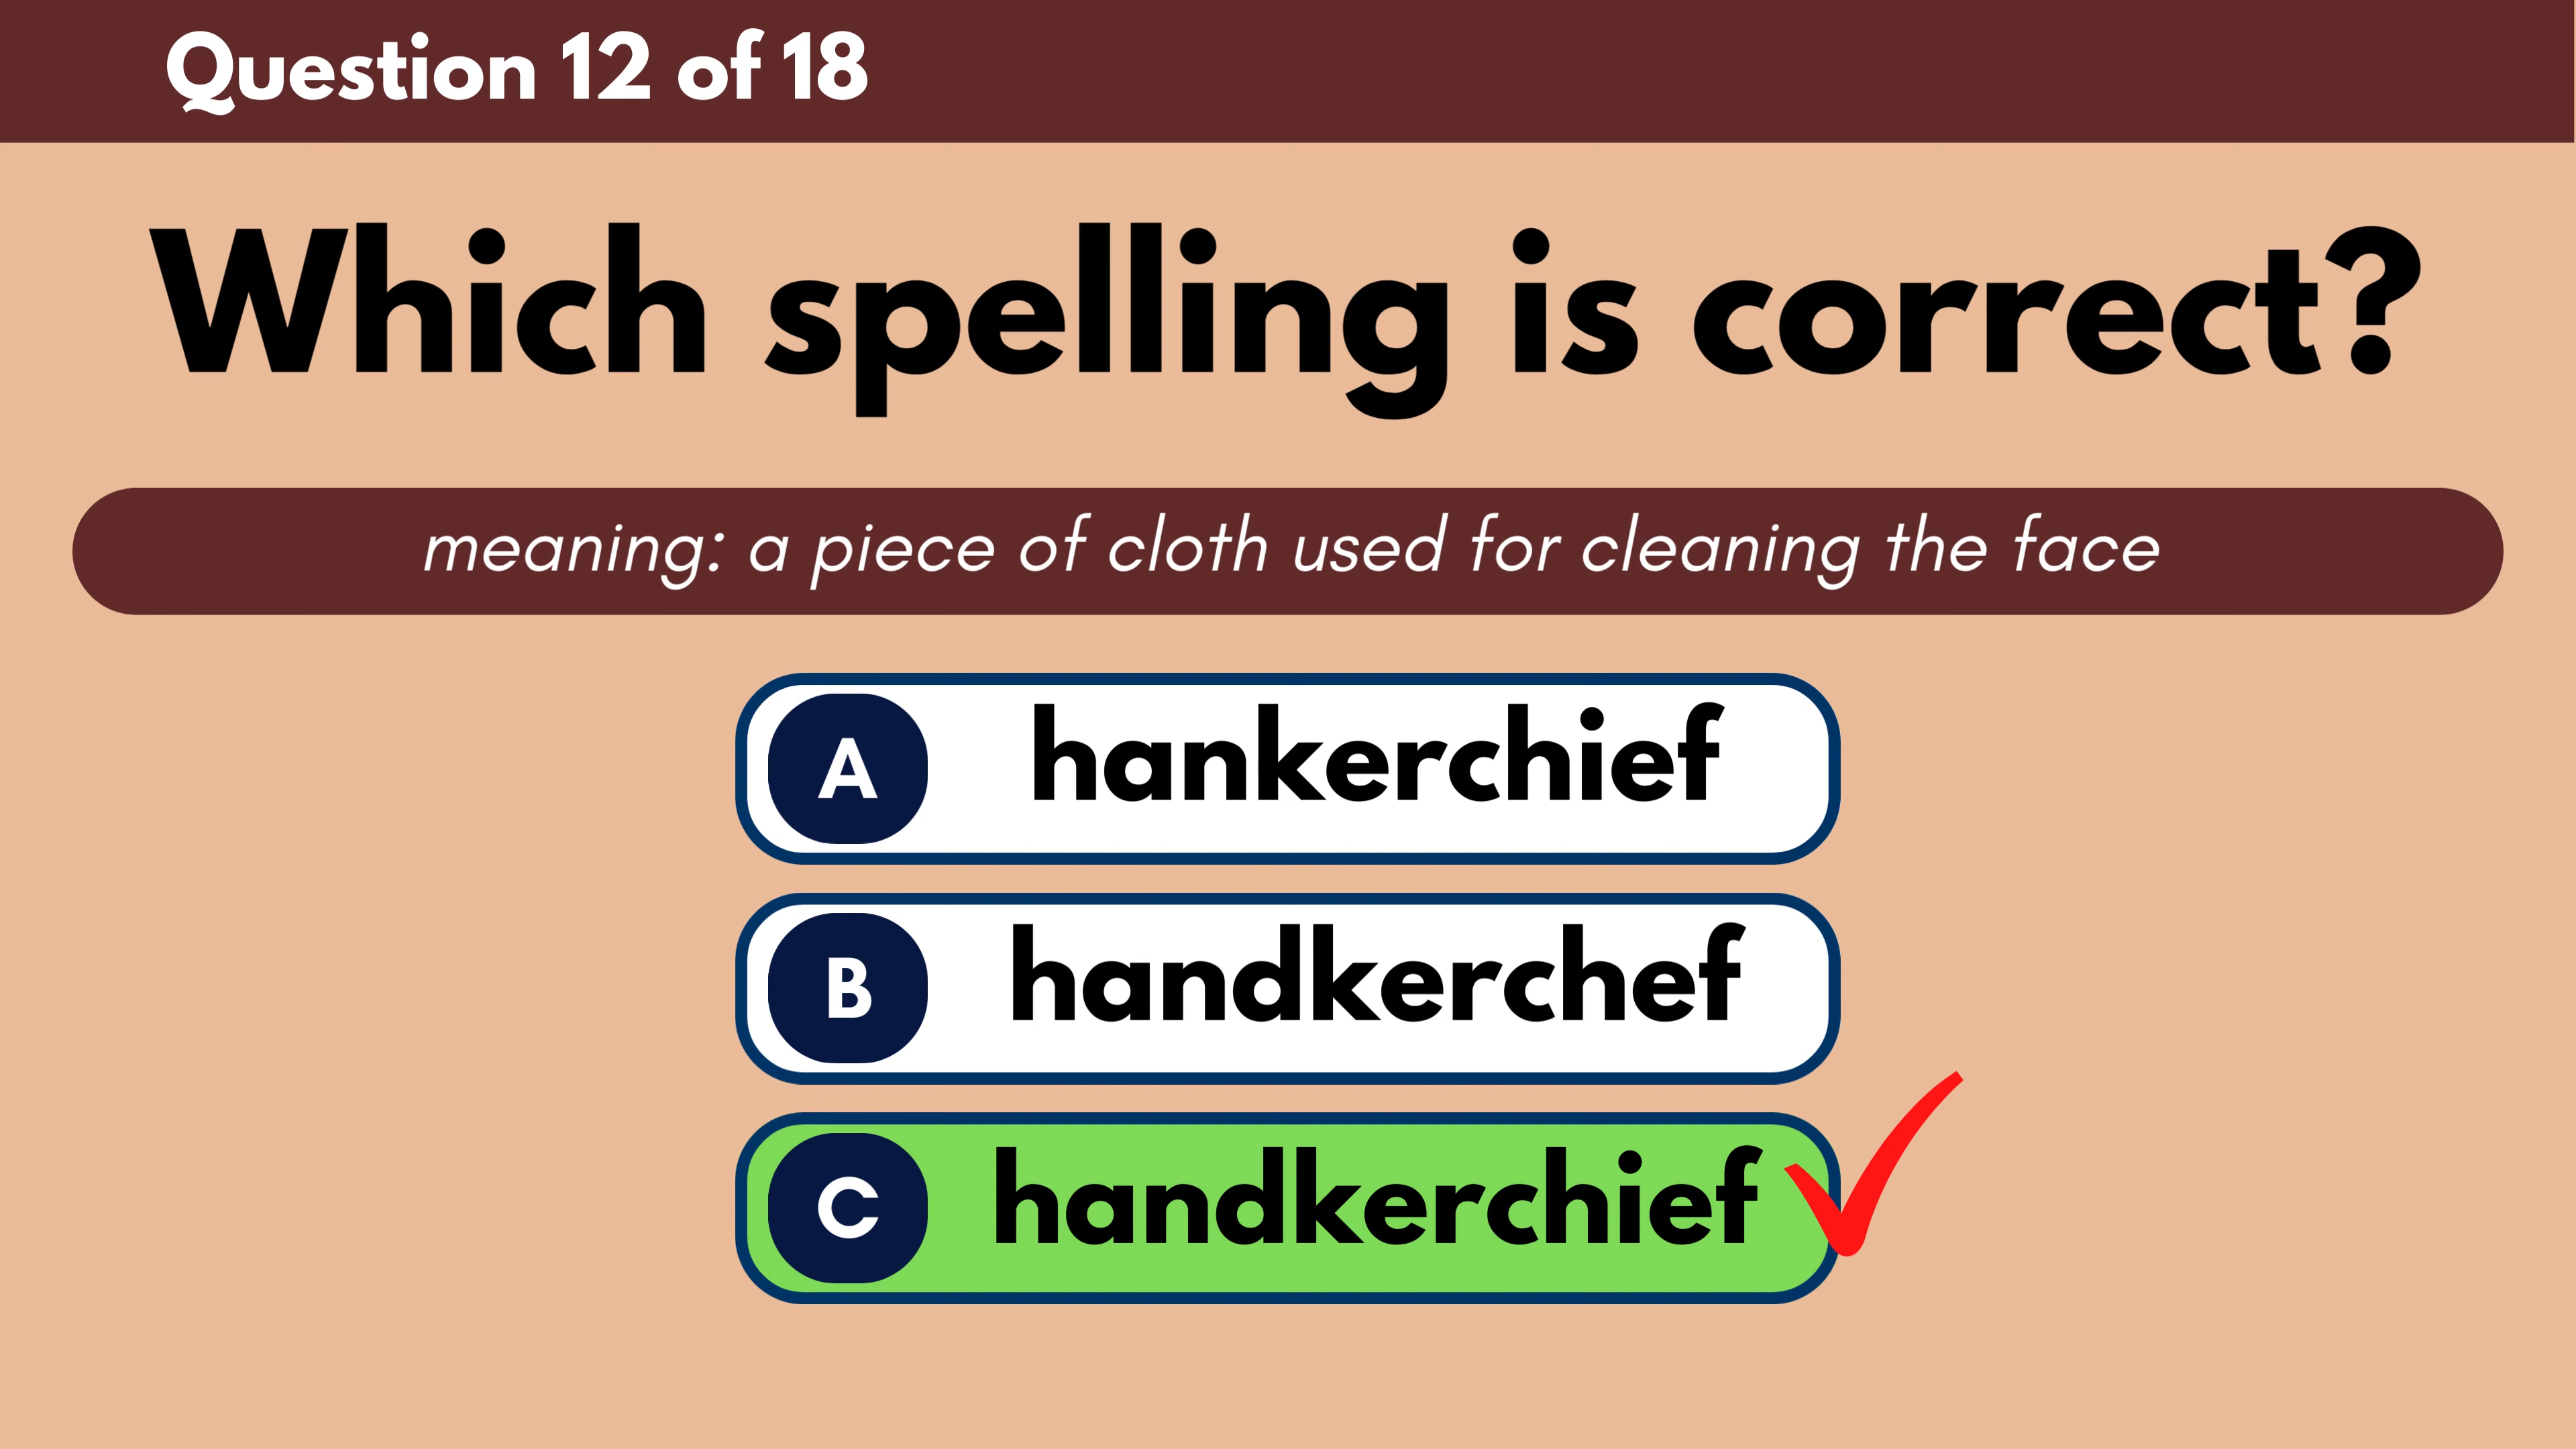 Question 12 of 18
Which spelling is correct?
meaning: a piece of cloth used for cleaning the face
A hankerchief
B handkerchef
C handkerchief